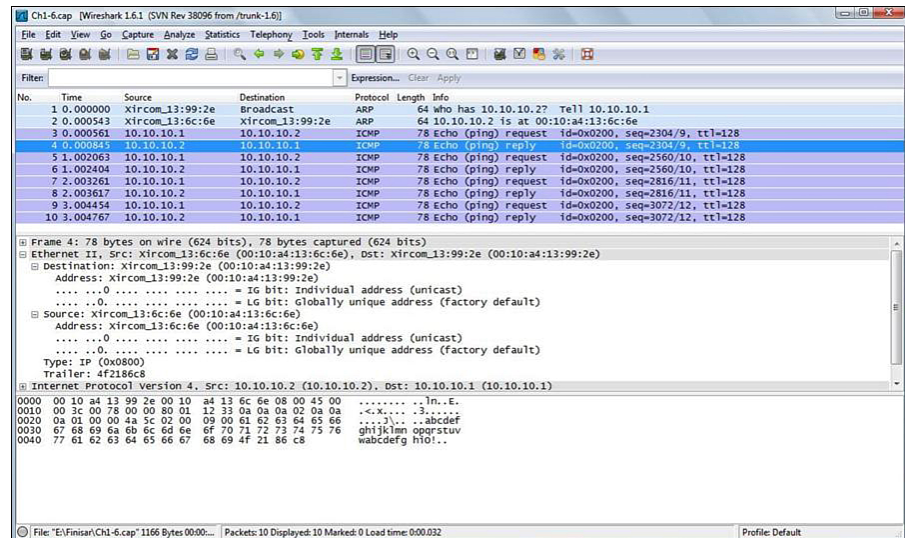 Ch1-6.cap [Wireshark 1.6.1 (SVN Rev 38096 from /trunk-1.6)]
File Edit View Go Capture Analyze Statistics Telephony Tools Internals Help
Filter: Expression... Clear Apply
No. Time Source Destination Protocol Length Info
1 0.000000 Xircom_13:99:2e Broadcast ARP 64 Who has 10.10.10.2? Tell 10.10.10.1
2 0.000543 Xircom_13:6c:6e Xircom_13:99:2e ARP 64 10.10.10.2 is at 00:10:a4:13:6c:6e
3 0.000561 10.10.10.1 10.10.10.2 ICMP 78 Echo (ping) request id=0x0200, seq=2304/9, ttl=128
4 0.000845 10.10.10.2 10.10.10.1 ICMP 78 Echo (ping) reply id=0x0200, seq=2304/9, ttl=128
5 1.002063 10.10.10.1 10.10.10.2 ICMP 78 Echo (ping) request id=0x0200, seq=2560/10, ttl=128
6 1.002404 10.10.10.2 10.10.10.1 ICMP 78 Echo (ping) reply id=0x0200, seq=2560/10, ttl=128
7 2.003261 10.10.10.1 10.10.10.2 ICMP 78 Echo (ping) request id=0x0200, seq=2816/11, ttl=128
8 2.003617 10.10.10.2 10.10.10.1 ICMP 78 Echo (ping) reply id=0x0200, seq=2816/11, ttl=128
9 3.004454 10.10.10.1 10.10.10.2 ICMP 78 Echo (ping) request id=0x0200, seq=3072/12, ttl=128
10 3.004767 10.10.10.2 10.10.10.1 ICMP 78 Echo (ping) reply id=0x0200, seq=3072/12, ttl=128
Frame 4: 78 bytes on wire (624 bits), 78 bytes captured (624 bits)
Ethernet II, Src: Xircom_13:6c:6e (00:10:a4:13:6c:6e), Dst: Xircom_13:99:2e (00:10:a4:13:99:2e)
Destination: Xircom_13:99:2e (00:10:a4:13:99:2e)
Address: Xircom_13:99:2e (00:10:a4:13:99:2e)
.... ...0 .... .... .... .... = IG bit: Individual address (unicast)
.... ..0. .... .... .... .... = LG bit: Globally unique address (factory default)
Source: Xircom_13:6c:6e (00:10:a4:13:6c:6e)
Address: Xircom_13:6c:6e (00:10:a4:13:6c:6e)
.... ...0 .... .... .... .... = IG bit: Individual address (unicast)
.... ..0. .... .... .... .... = LG bit: Globally unique address (factory default)
Type: IP (0x0800)
Trailer: 4f2186c8
Internet Protocol Version 4, Src: 10.10.10.2 (10.10.10.2), Dst: 10.10.10.1 (10.10.10.1)
0000 00 10 a4 13 99 2e 00 10 a4 13 6c 6e 08 00 45 00 ........ ..ln..E.
0010 00 3c 00 78 00 00 80 01 12 33 0a 0a 0a 02 0a 0a .<.x.... .3......
0020 0a 01 00 00 4a 5c 02 00 09 00 61 62 63 64 65 66 ....J\.. ..abcdef
0030 67 68 69 6a 6b 6c 6d 6e 6f 70 71 72 73 74 75 76 ghijklmn opqrstuv
0040 77 61 62 63 64 65 66 67 68 69 4f 21 86 c8 wabcdefg hiO!..
File: "E:\Finisar\Ch1-6.cap" 1166 Bytes 00:00:... Packets: 10 Displayed: 10 Marked: 0 Load time: 0:00.032 Profile: Default